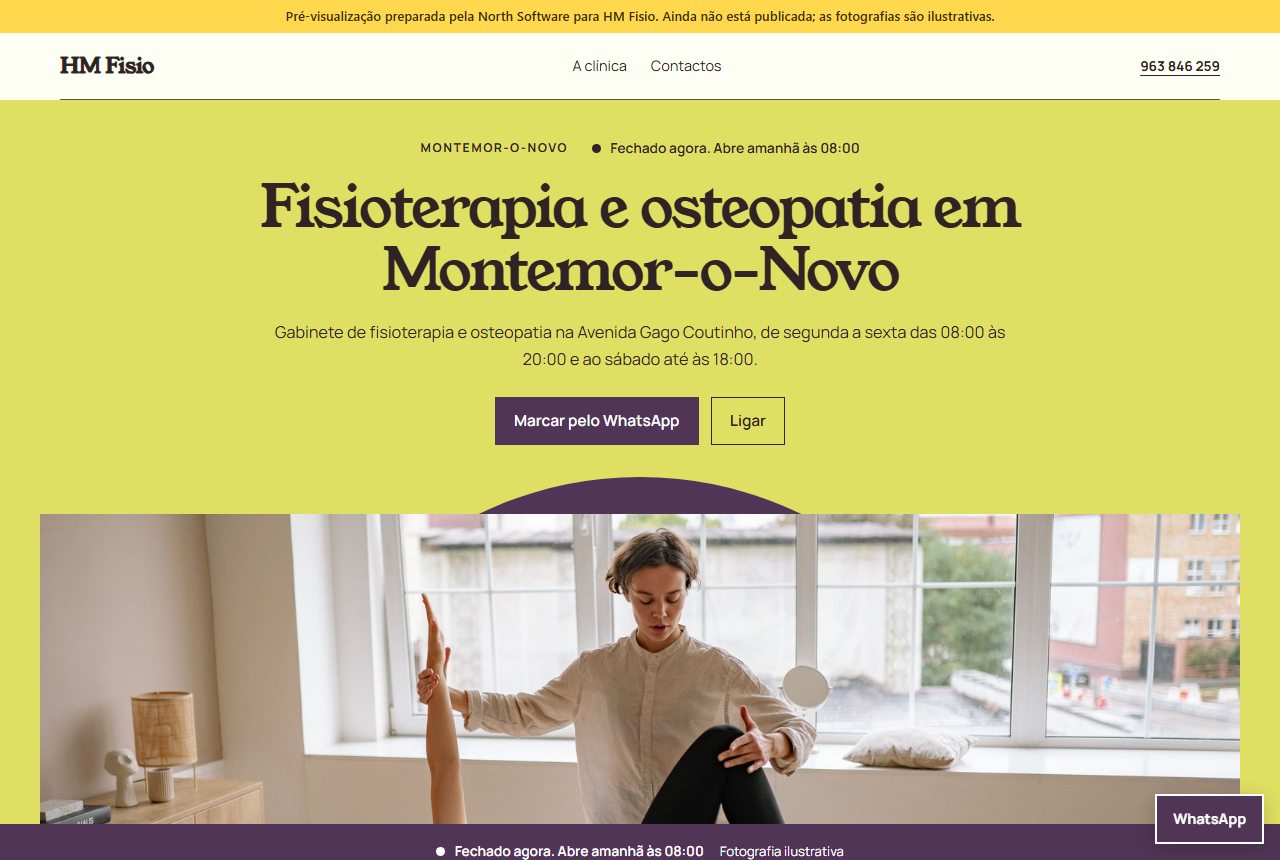 Pré-visualização preparada pela North Software para HM Fisio. Ainda não está publicada; as fotografias são ilustrativas.
HM Fisio
A clínica
Contactos
963 846 259
MONTEMOR-O-NOVO
Fechado agora. Abre amanhã às 08:00
Fisioterapia e osteopatia em
Montemor-o-Novo
Gabinete de fisioterapia e osteopatia na Avenida Gago Coutinho, de segunda a sexta das 08:00 às
20:00 e ao sábado até às 18:00.
Marcar pelo WhatsApp
Ligar
WhatsApp
Fechado agora. Abre amanhã às 08:00
Fotografia ilustrativa